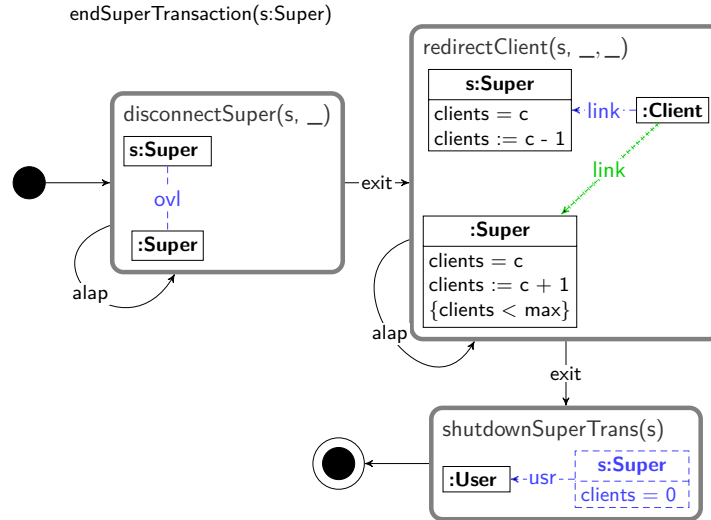 endSuperTransaction(s:Super)
disconnectSuper(s, _)
s:Super
ovl
:Super
alap
exit
redirectClient(s, _,_)
s:Super
clients = c
clients := c - 1
link
:Client
link
:Super
clients = c
clients := c + 1
{clients < max}
alap
exit
shutdownSuperTrans(s)
:User
usr
s:Super
clients = 0